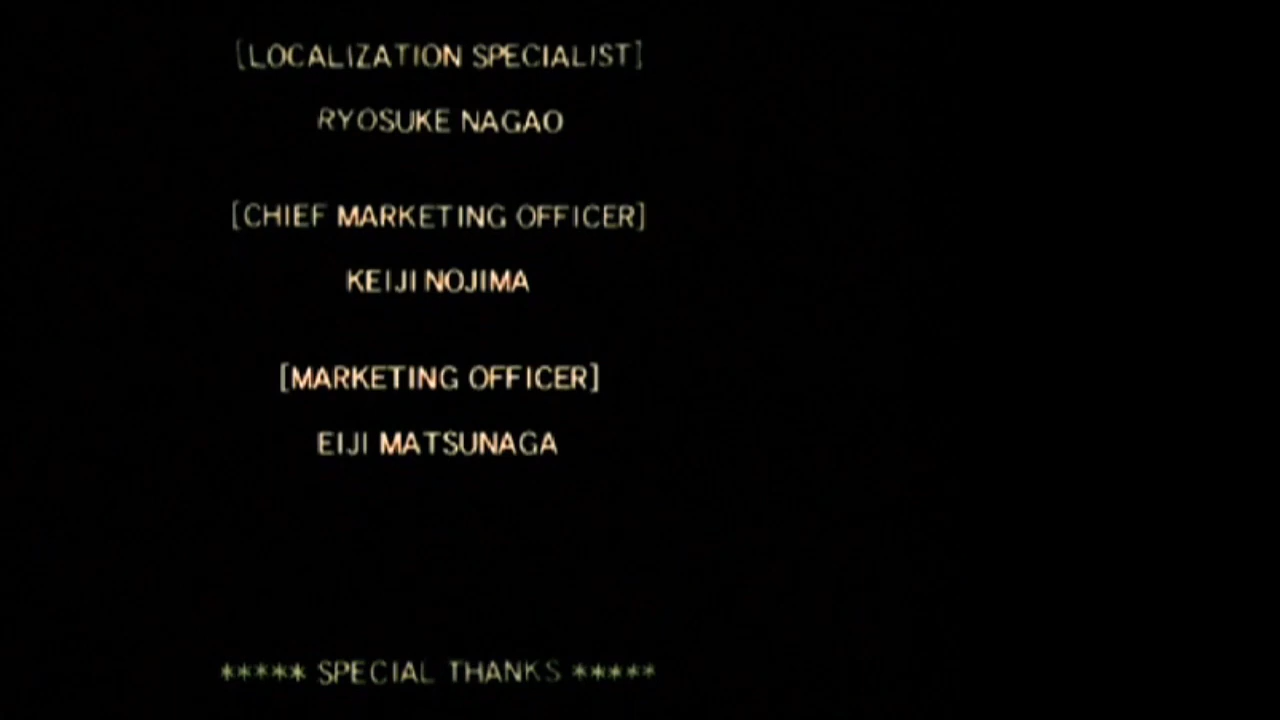 [LOCALIZATION SPECIALIST]
RYOSUKE NAGAO
[CHIEF MARKETING OFFICER]
KEIJI NOJIMA
[MARKETING OFFICER]
EIJI MATSUNAGA
***** SPECIAL THANKS *****